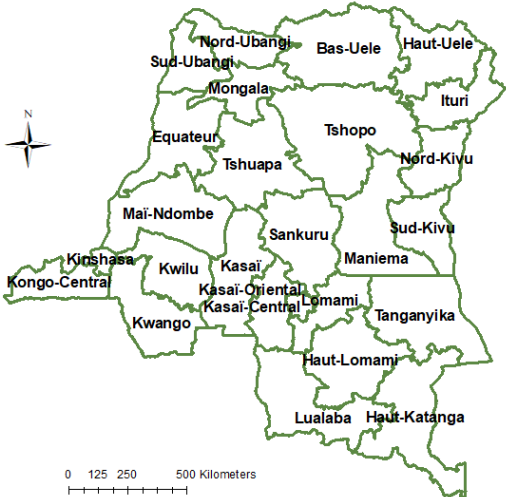 Nord-Ubangi
Bas-Uele
Haut-Uele
Sud-Ubangi
Mongala
Ituri
N
Equateur
Tshopo
Tshuapa
Nord-Kivu
Maï-Ndombe
Sankuru
Sud-Kivu
Kinshasa
Kwilu
Kasaï
Maniema
Kongo-Central
Kasaï-Oriental
Lomami
Kasaï-Central
Tanganyika
Kwango
Haut-Lomami
Lualaba
Haut-Katanga
0 125 250 500 Kilometers